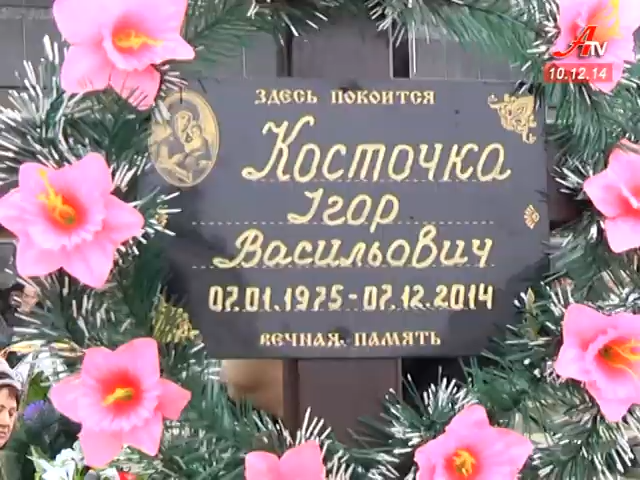 ATV
10.12.14
ЗДЕСЬ ПОКОИТСЯ
Косточка
Ігор
Васильович
07.01.1975-07.12.2014
ВЕЧНАЯ ПАМЯТЬ